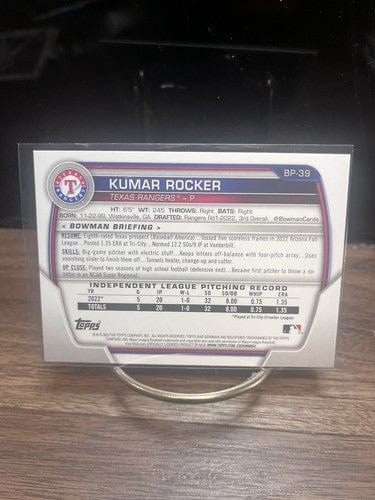 BP-39
KUMAR ROCKER
TEXAS RANGERS® – P
HT: 6'5" WT: 245 THROWS: Right BATS: Right
BORN: 11-22-99, Watkinsville, GA DRAFTED: Rangers Rd1-2022, 3rd Overall @BowmanCards
< BOWMAN BRIEFING >
RESUME: Eighth-rated Texas prospect (Baseball America)...Tossed five scoreless frames in 2022 Arizona Fall
League...Posted 1.35 ERA at Tri-City...Normed 12.2 SOs/9 IP at Vanderbilt.
SKILLS: Big-game pitcher with electric stuff...Keeps hitters off-balance with four-pitch array...Uses
vanishing slider to finish them off...Tunnels heater, change-up and cutter.
UP CLOSE: Played two seasons of high school football (defensive end)...Became first pitcher to throw a no-
hitter in an NCAA Super Regional.
INDEPENDENT LEAGUE PITCHING RECORD
YR G IP W-L SO SO/BB WHIP ERA
2022* 5 20 1-0 32 8.00 0.75 1.35
TOTALS 5 20 1-0 32 8.00 0.75 1.35
*Played at Tri-City (Frontier League)
Topps